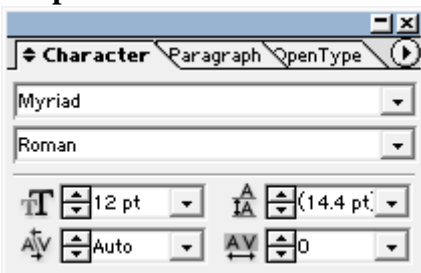 Character Paragraph OpenType
Myriad
Roman
12 pt (14.4 pt)
Auto 0